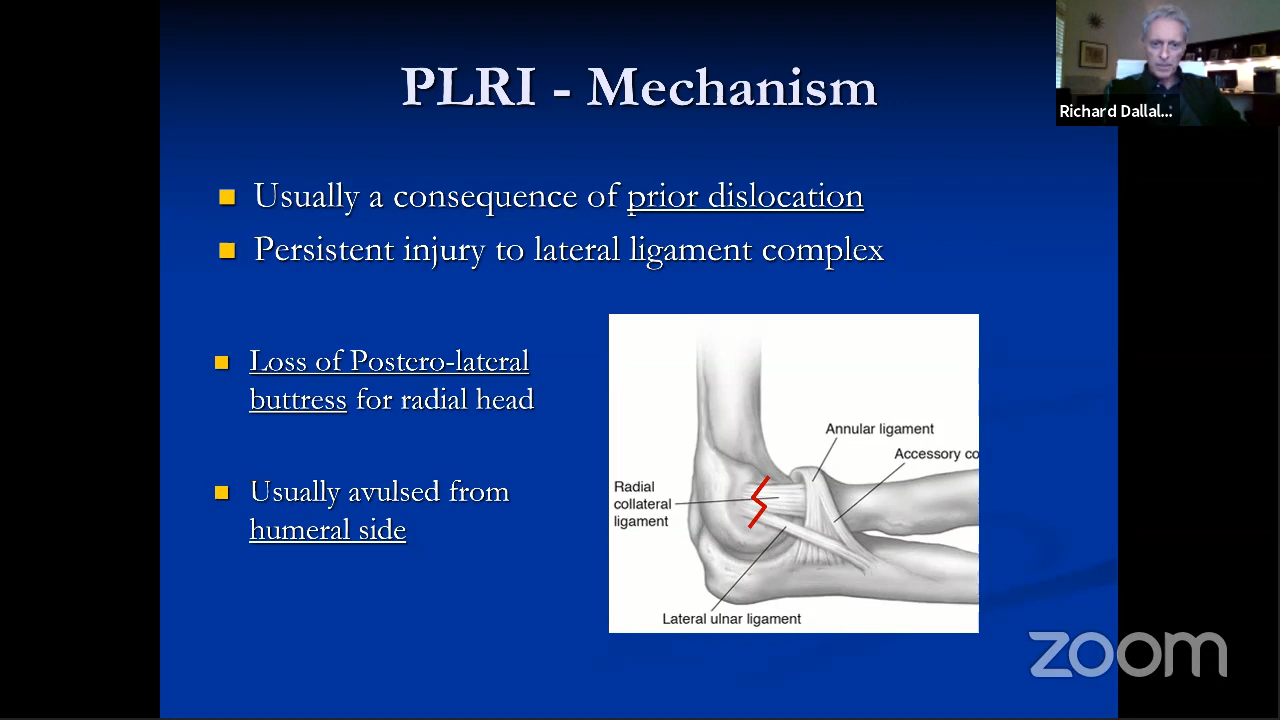 PLRI - Mechanism
Richard Dallal...
Usually a consequence of prior dislocation
Persistent injury to lateral ligament complex
Loss of Postero-lateral
buttress for radial head
Usually avulsed from
humeral side
Annular ligament
Accessory co
Radial
collateral
ligament
Lateral ulnar ligament
zoom